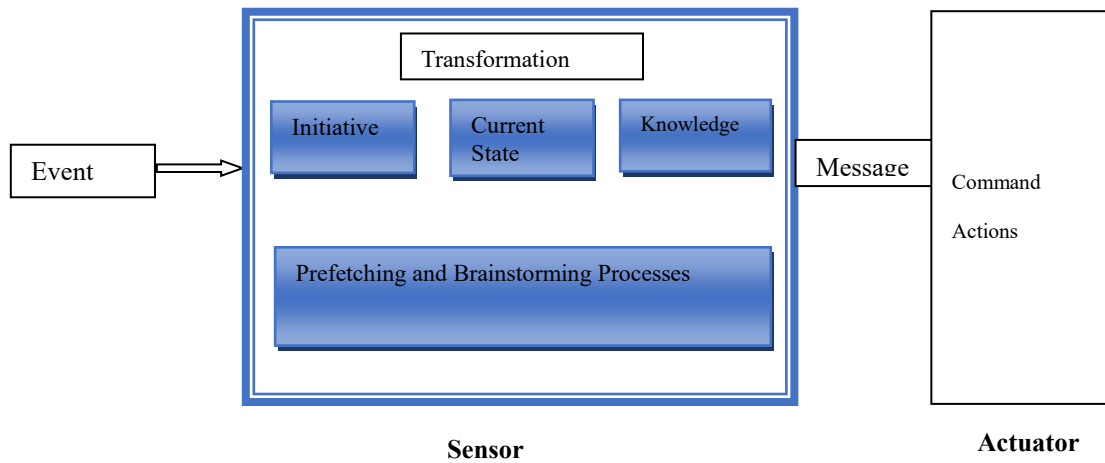 Transformation
Initiative
Current
State
Knowledge
Event
Message
Command
Actions
Prefetching and Brainstorming Processes
Sensor
Actuator